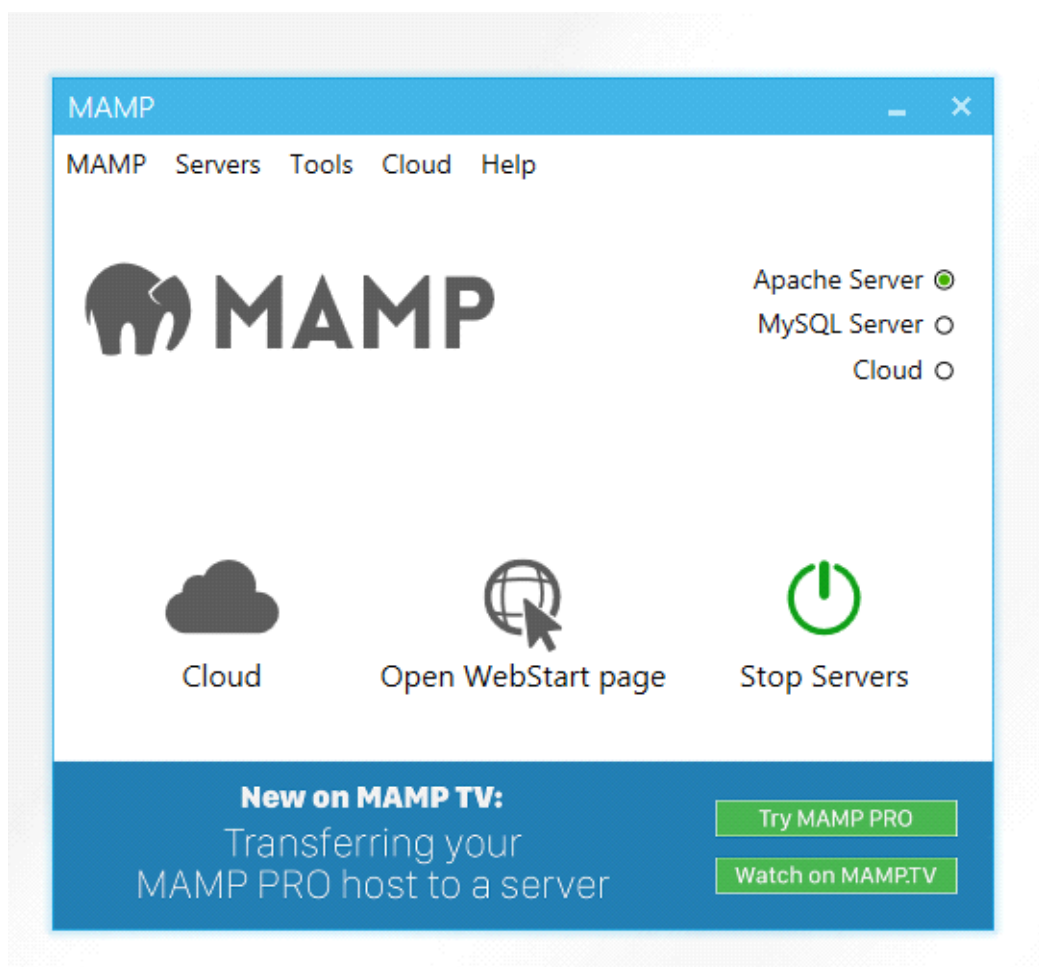 MAMP
MAMP Servers Tools Cloud Help
MAMP
Apache Server
MySQL Server
Cloud
Cloud
Open WebStart page
Stop Servers
New on MAMP TV:
Transferring your
MAMP PRO host to a server
Try MAMP PRO
Watch on MAMP.TV